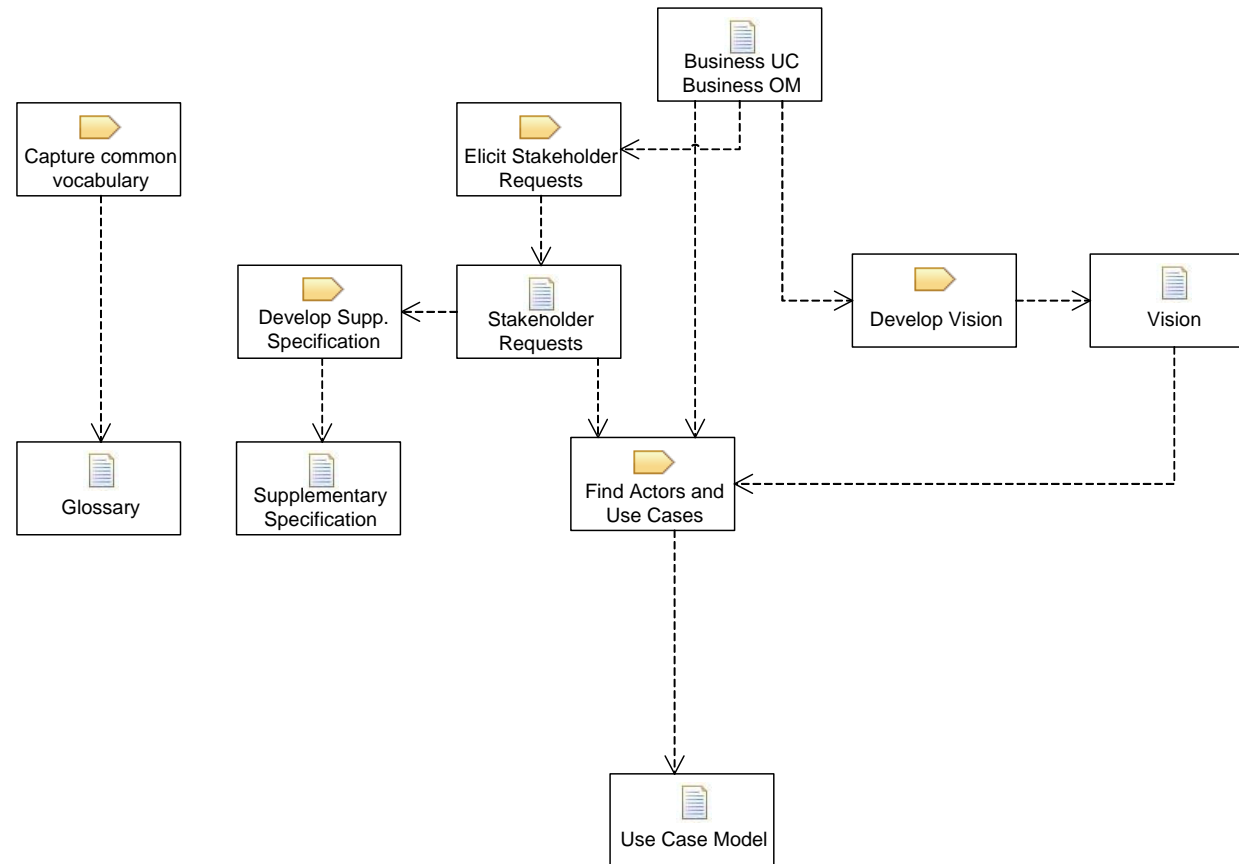 Business UC
Business OM
Capture common
vocabulary
Elicit Stakeholder
Requests
Develop Supp.
Specification
Stakeholder
Requests
Develop Vision
Vision
Glossary
Supplementary
Specification
Find Actors and
Use Cases
Use Case Model